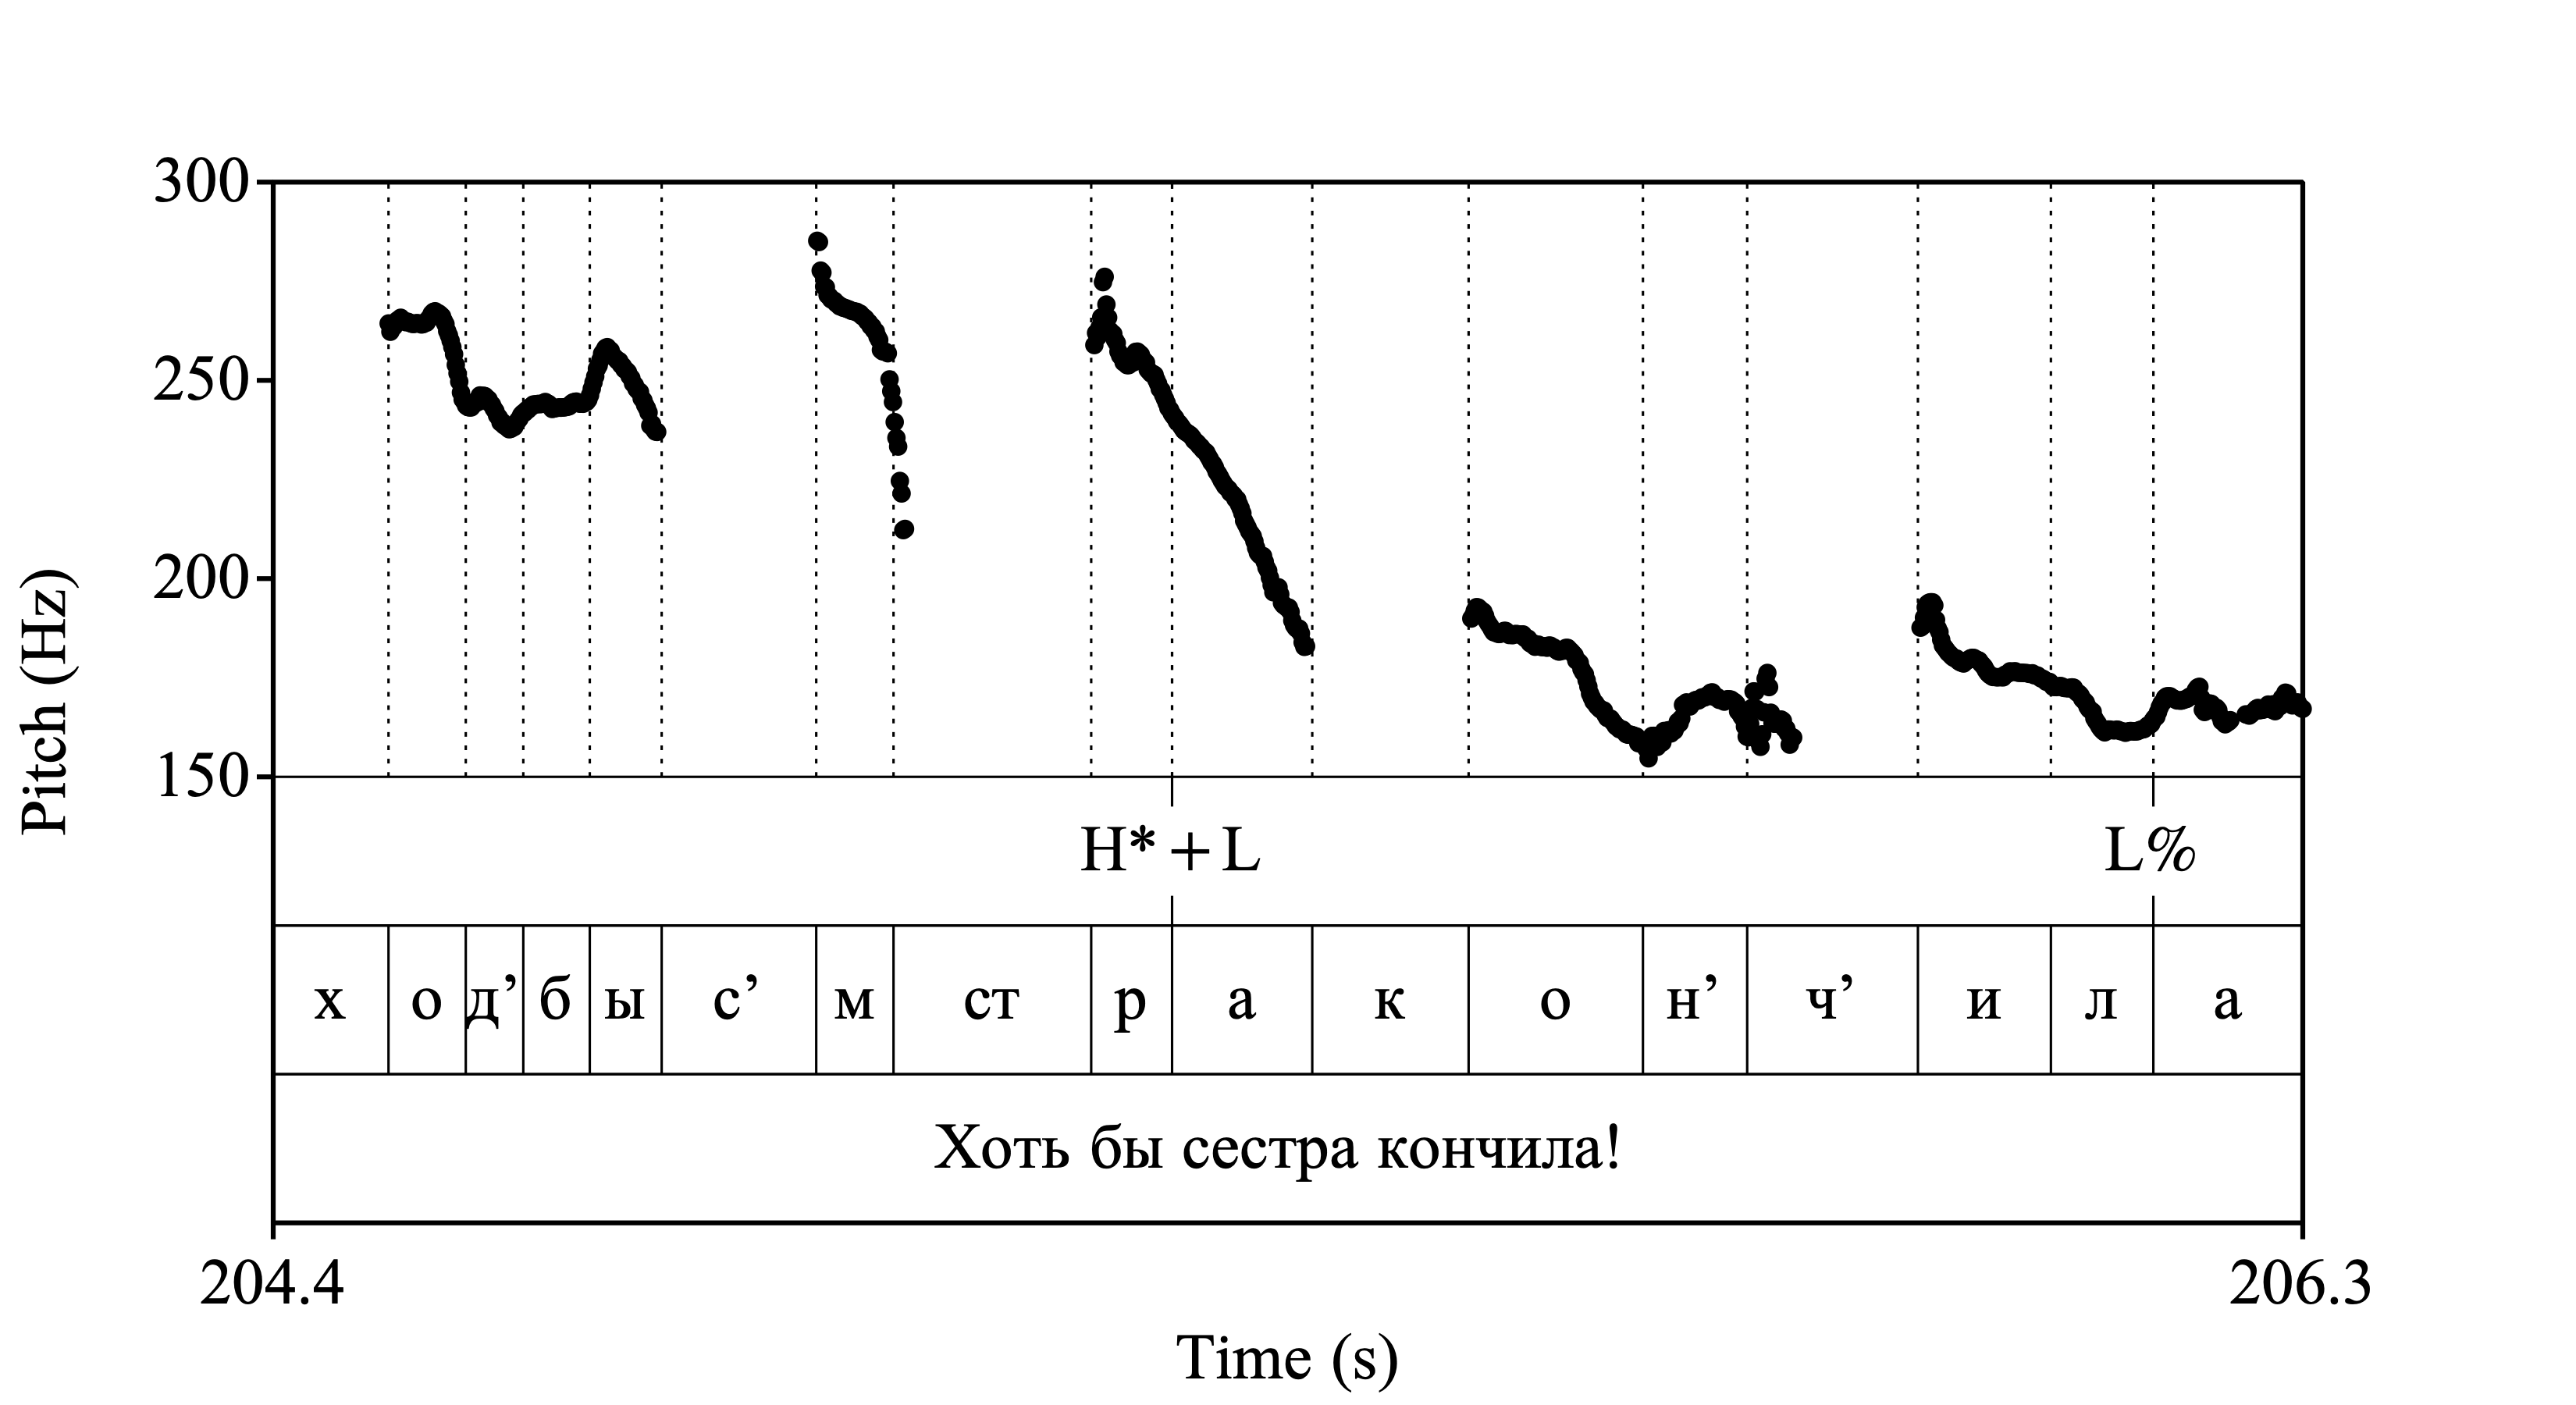 300
250
200
150
Pitch (Hz)
H* + L L%
х о д’ б ы с’ м ст р а к о н’ ч’ и л а
Хоть бы сестра кончила!
204.4 206.3
Time (s)